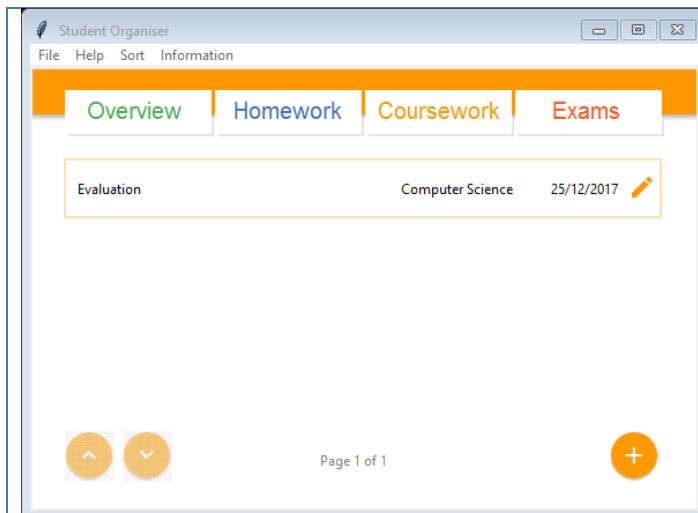 Student Organiser
File Help Sort Information
Overview Homework Coursework Exams
Evaluation Computer Science 25/12/2017
Page 1 of 1